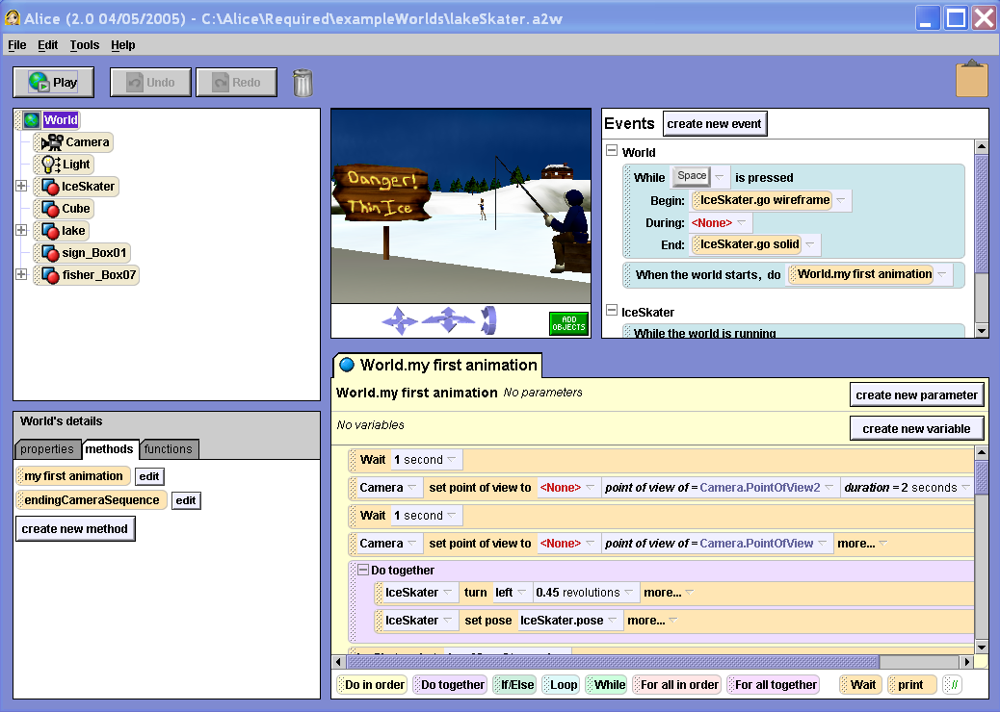 Alice (2.0 04/05/2005) - C:\Alice\Required\exampleWorlds\lakeSkater.a2w
File Edit Tools Help
Play Undo Redo
World
Camera
Light
IceSkater
Cube
lake
sign_Box01
fisher_Box07
Danger!
Thin Ice
ADD
OBJECTS
Events create new event
World
While Space is pressed
Begin: IceSkater.go wireframe
During: <None>
End: IceSkater.go solid
When the world starts, do World.my first animation
IceSkater
While the world is running
World's details
properties methods functions
my first animation edit
endingCameraSequence edit
create new method
World.my first animation
World.my first animation No parameters create new parameter
No variables create new variable
Wait 1 second
Camera set point of view to <None> point of view of = Camera.PointOfView2 duration = 2 seconds
Wait 1 second
Camera set point of view to <None> point of view of = Camera.PointOfView more...
Do together
IceSkater turn left 0.45 revolutions more...
IceSkater set pose IceSkater.pose more...
Do in order Do together If/Else Loop While For all in order For all together Wait print //